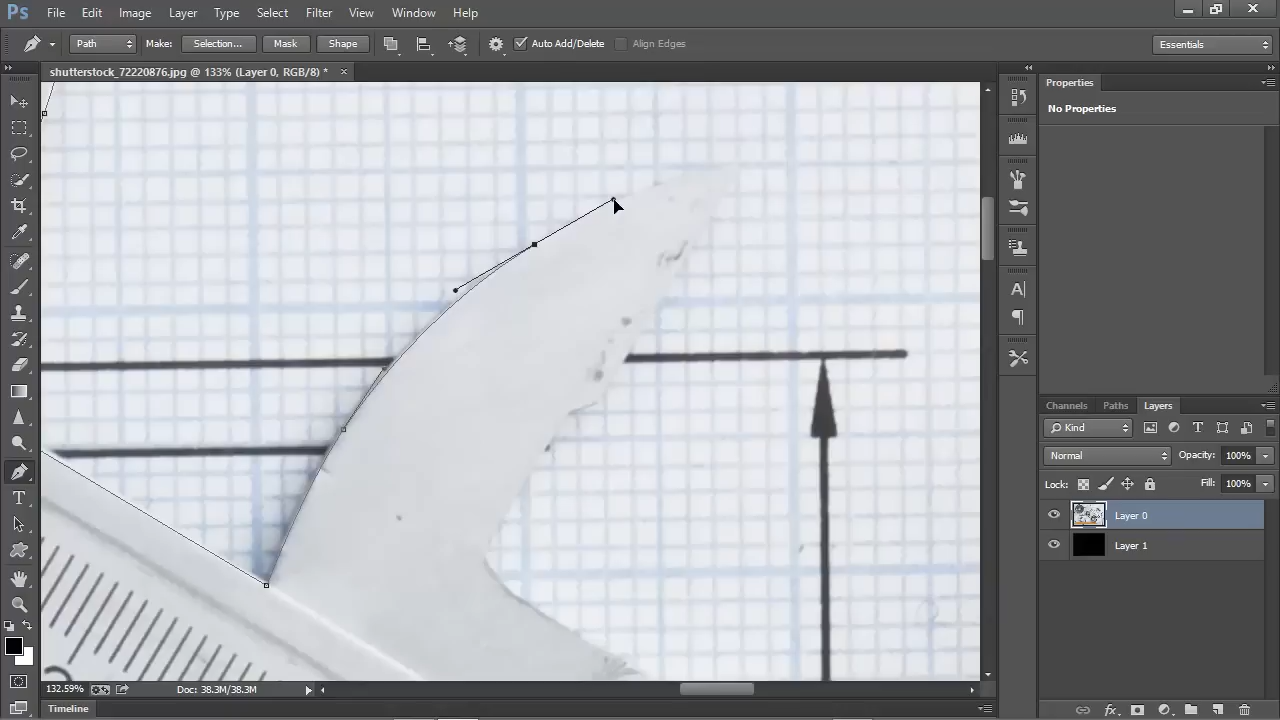 Ps File Edit Image Layer Type Select Filter View Window Help
Path Make: Selection... Mask Shape Auto Add/Delete Align Edges Essentials
shutterstock_72220876.jpg @ 133% (Layer 0, RGB/8) * ×
Properties
No Properties
Channels Paths Layers
Kind
Normal Opacity: 100%
Lock: Fill: 100%
Layer 0
Layer 1
132.59% Doc: 38.3M/38.3M
Timeline